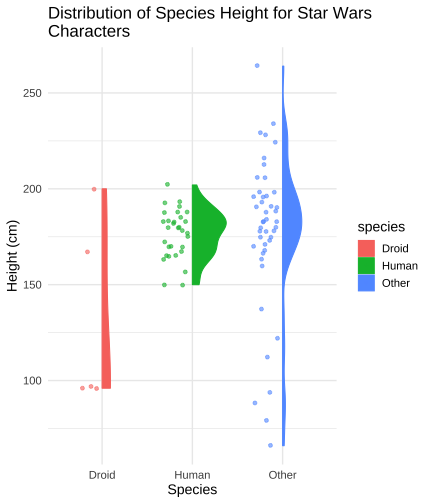 Distribution of Species Height for Star Wars
Characters
250
200
150
100
Height (cm)
Droid
Human
Other
Species
species
Droid
Human
Other